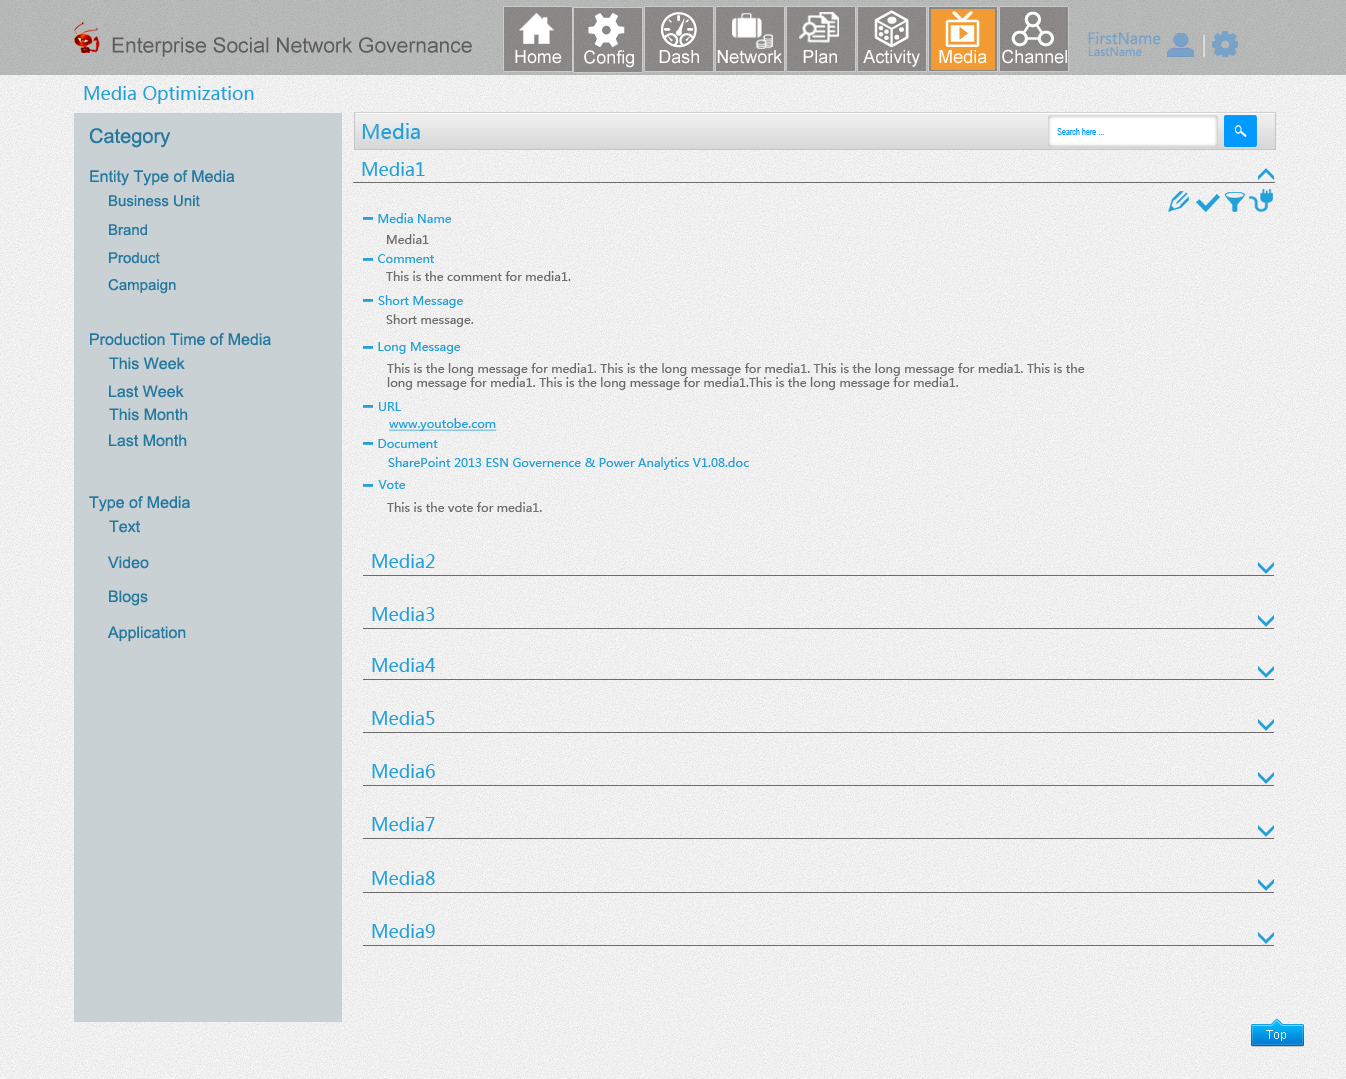 Enterprise Social Network Governance
Home
Config
Dash
Network
Plan
Activity
Media
Channel
FirstName
LastName
Media Optimization
Category
Entity Type of Media
Business Unit
Brand
Product
Campaign
Production Time of Media
This Week
Last Week
This Month
Last Month
Type of Media
Text
Video
Blogs
Application
Media
Search here ...
Media1
Media Name
Media1
Comment
This is the comment for media1.
Short Message
Short message.
Long Message
This is the long message for media1. This is the long message for media1. This is the long message for media1. This is the
long message for media1. This is the long message for media1.This is the long message for media1.
URL
www.youtobe.com
Document
SharePoint 2013 ESN Governence & Power Analytics V1.08.doc
Vote
This is the vote for media1.
Media2
Media3
Media4
Media5
Media6
Media7
Media8
Media9
Top